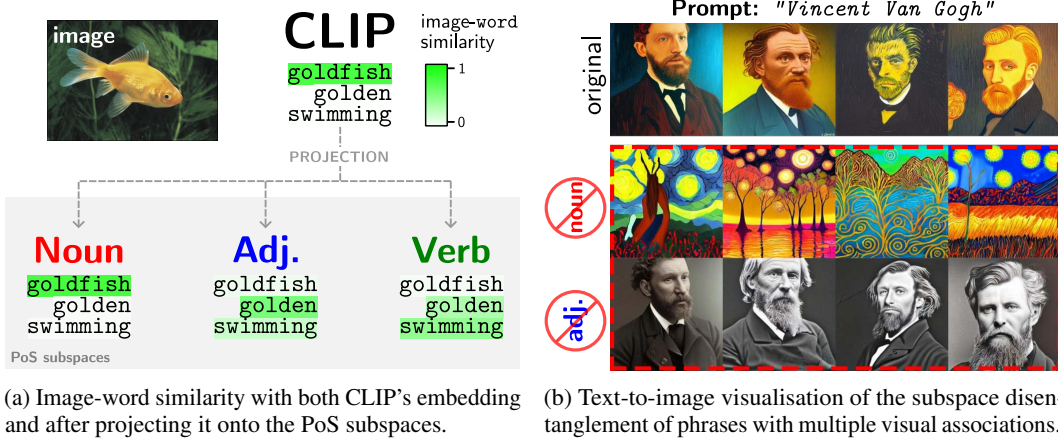 image
CLIP
image-word
similarity
1
0
goldfish
golden
swimming
PROJECTION
Noun
goldfish
golden
swimming
Adj.
goldfish
golden
swimming
Verb
goldfish
golden
swimming
PoS subspaces
(a) Image-word similarity with both CLIP's embedding
and after projecting it onto the PoS subspaces.
Prompt: "Vincent Van Gogh"
original
noun
adj.
(b) Text-to-image visualisation of the subspace disen-
tanglement of phrases with multiple visual associations.